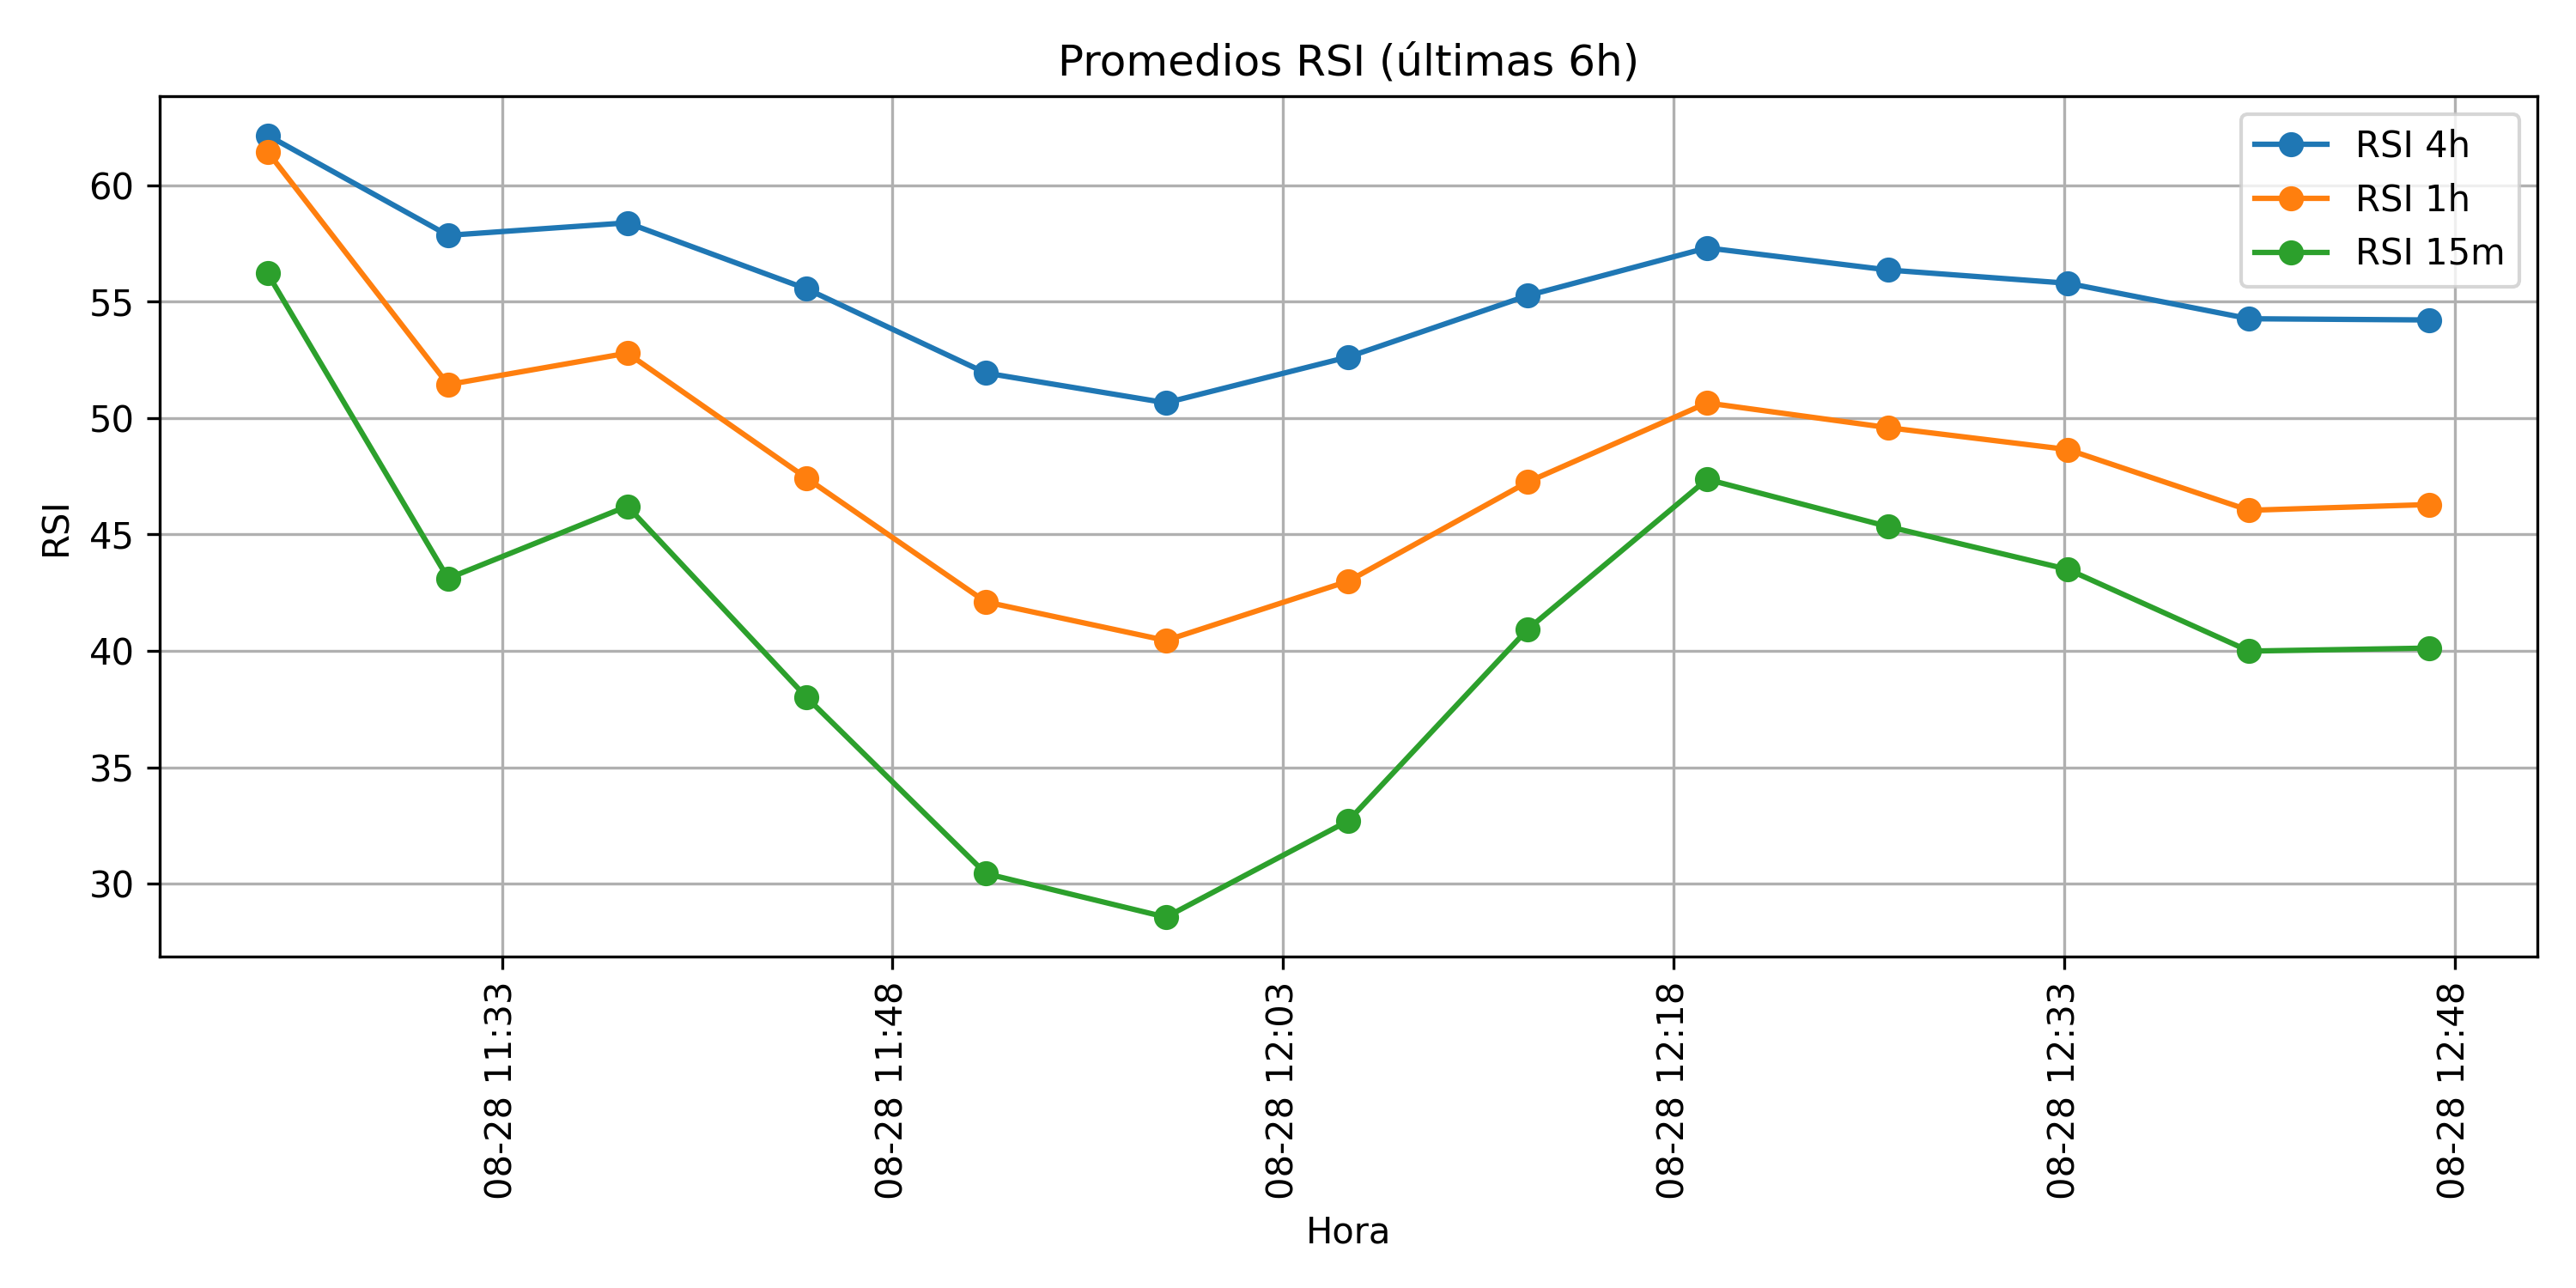 Promedios RSI (últimas 6h)
RSI 4h
RSI 1h
RSI 15m
RSI
60
55
50
45
40
35
30
08-28 11:33
08-28 11:48
08-28 12:03
08-28 12:18
08-28 12:33
08-28 12:48
Hora